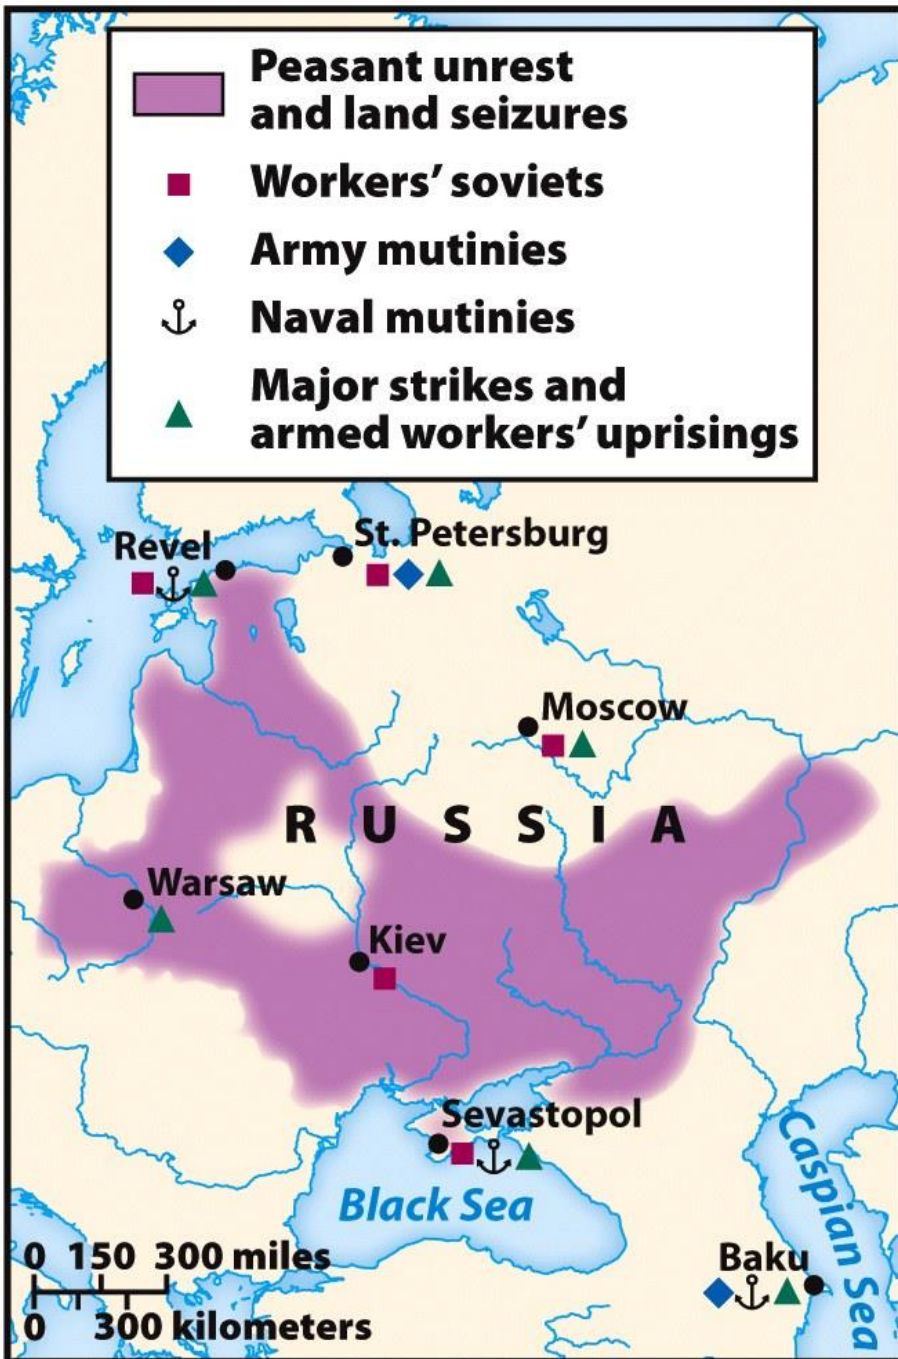 Peasant unrest
and land seizures
Workers’ soviets
Army mutinies
Naval mutinies
Major strikes and
armed workers’ uprisings
St. Petersburg
Revel
Moscow
RUSSIA
Warsaw
Kiev
Sevastopol
Black Sea
Caspian Sea
Baku
0 150 300 miles
0 300 kilometers